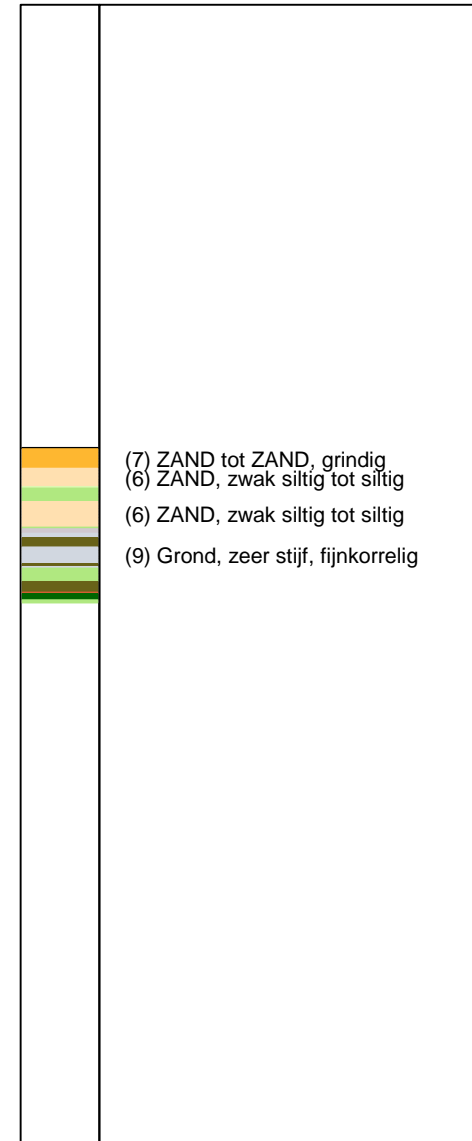 (7) ZAND tot ZAND, grindig
(6) ZAND, zwak siltig tot siltig
(6) ZAND, zwak siltig tot siltig
(9) Grond, zeer stijf, fijnkorrelig